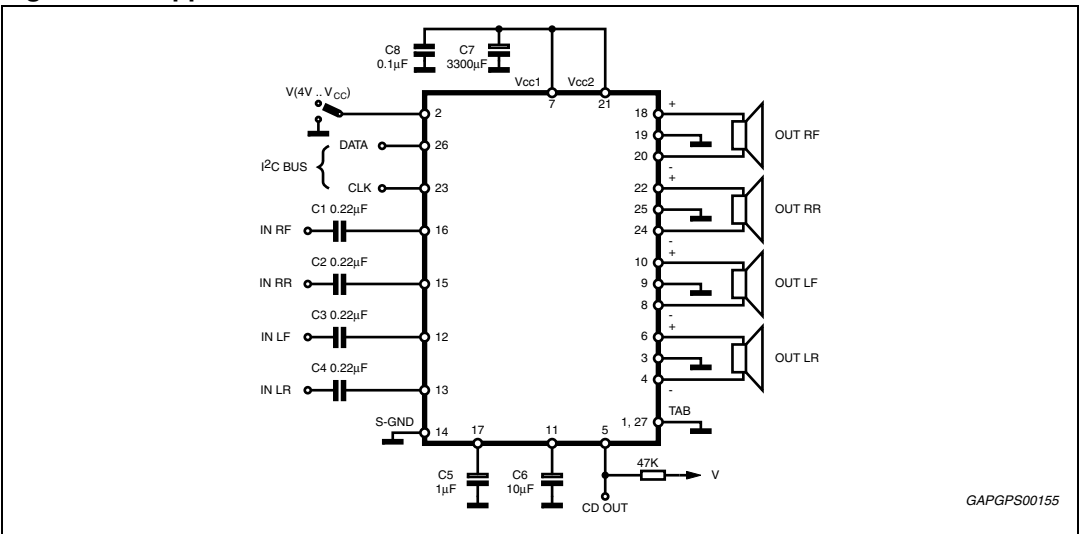 C8
0.1µF
C7
3300µF
Vcc1
Vcc2
7
21
V(4V .. VCC)
2
DATA
26
I2C BUS
CLK
23
C1 0.22µF
IN RF
16
C2 0.22µF
IN RR
15
C3 0.22µF
IN LF
12
C4 0.22µF
IN LR
13
S-GND
14
17
11
5
C5
1µF
C6
10µF
47K
V
CD OUT
18
+
19
20
-
OUT RF
+
22
25
24
-
OUT RR
+
10
9
8
-
OUT LF
+
6
3
4
-
OUT LR
1, 27
TAB
GAPGPS00155